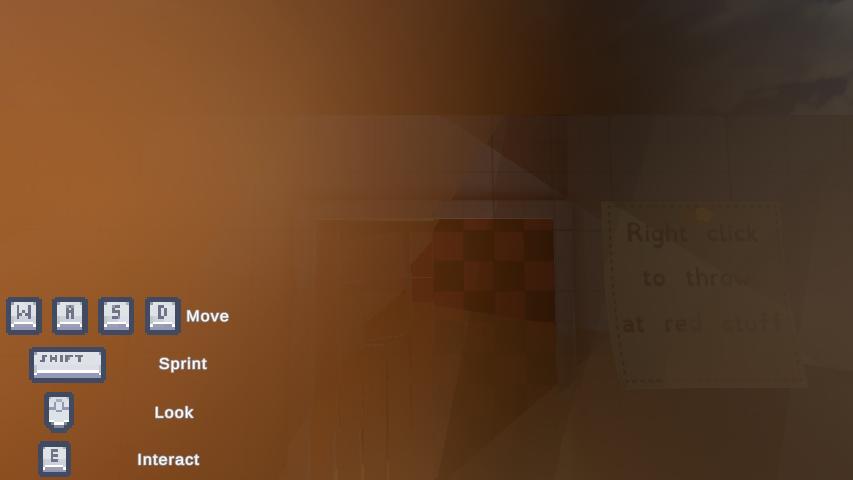 Right click
to throw
at red stuff
W A S D Move
SHIFT Sprint
Look
E Interact